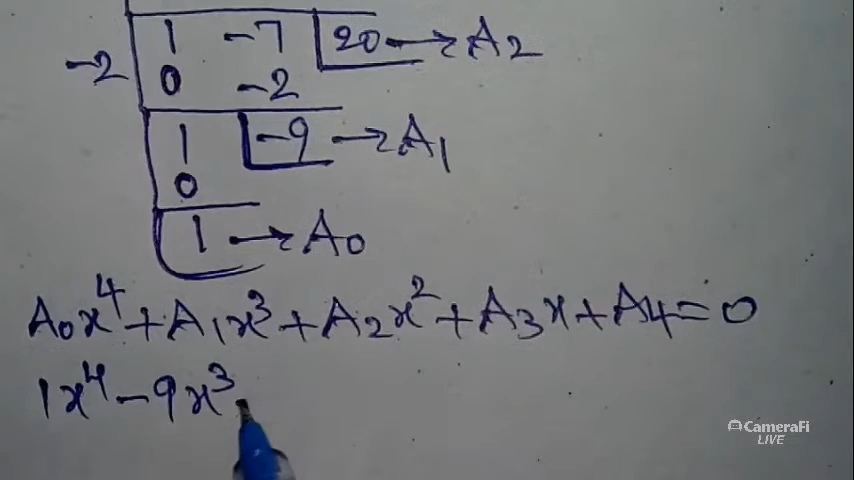 1 -7 20 → A2
-2 0 -2
1 -9 → A1
0
1 → A0
A0x⁴ + A1x³ + A2x² + A3x + A4 = 0
1x⁴ - 9x³
CameraFi
LIVE